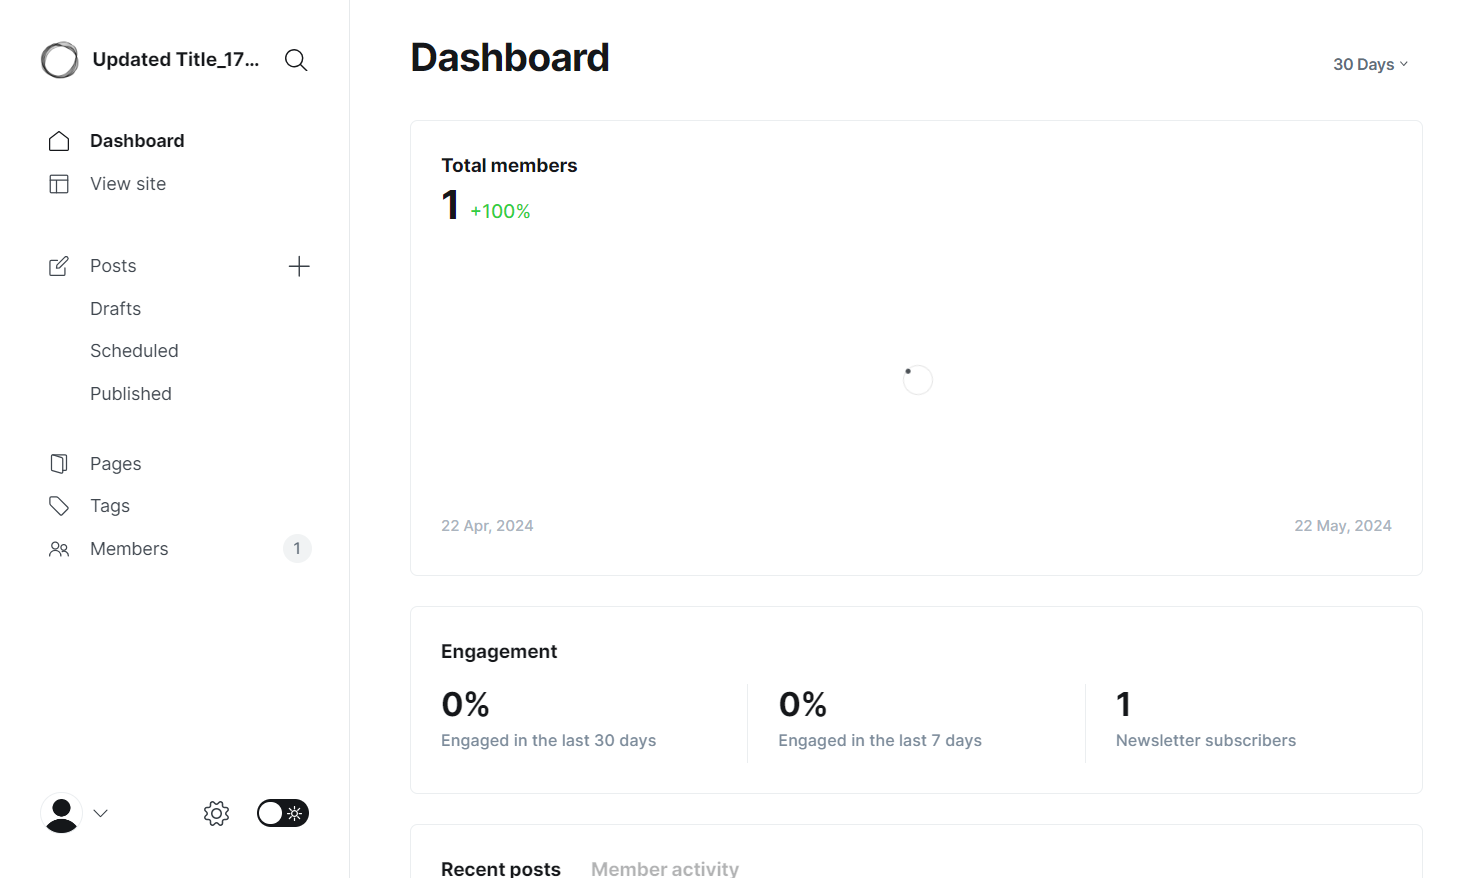 Updated Title_17...
Dashboard
View site
Posts
Drafts
Scheduled
Published
Pages
Tags
Members
1
Dashboard
30 Days
Total members
1 +100%
22 Apr, 2024
22 May, 2024
Engagement
0%
Engaged in the last 30 days
0%
Engaged in the last 7 days
1
Newsletter subscribers
Recent posts
Member activity